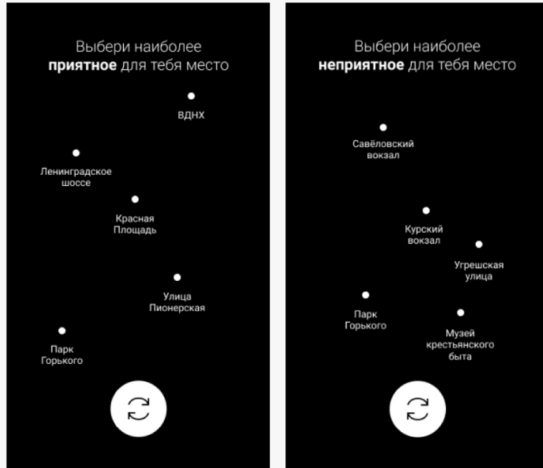 Выбери наиболее
приятное для тебя место
ВДНХ
Ленинградское
шоссе
Красная
Площадь
Улица
Пионерская
Парк
Горького
Выбери наиболее
неприятное для тебя место
Савёловский
вокзал
Курский
вокзал
Угрешская
улица
Парк
Горького
Музей
крестьянского
быта